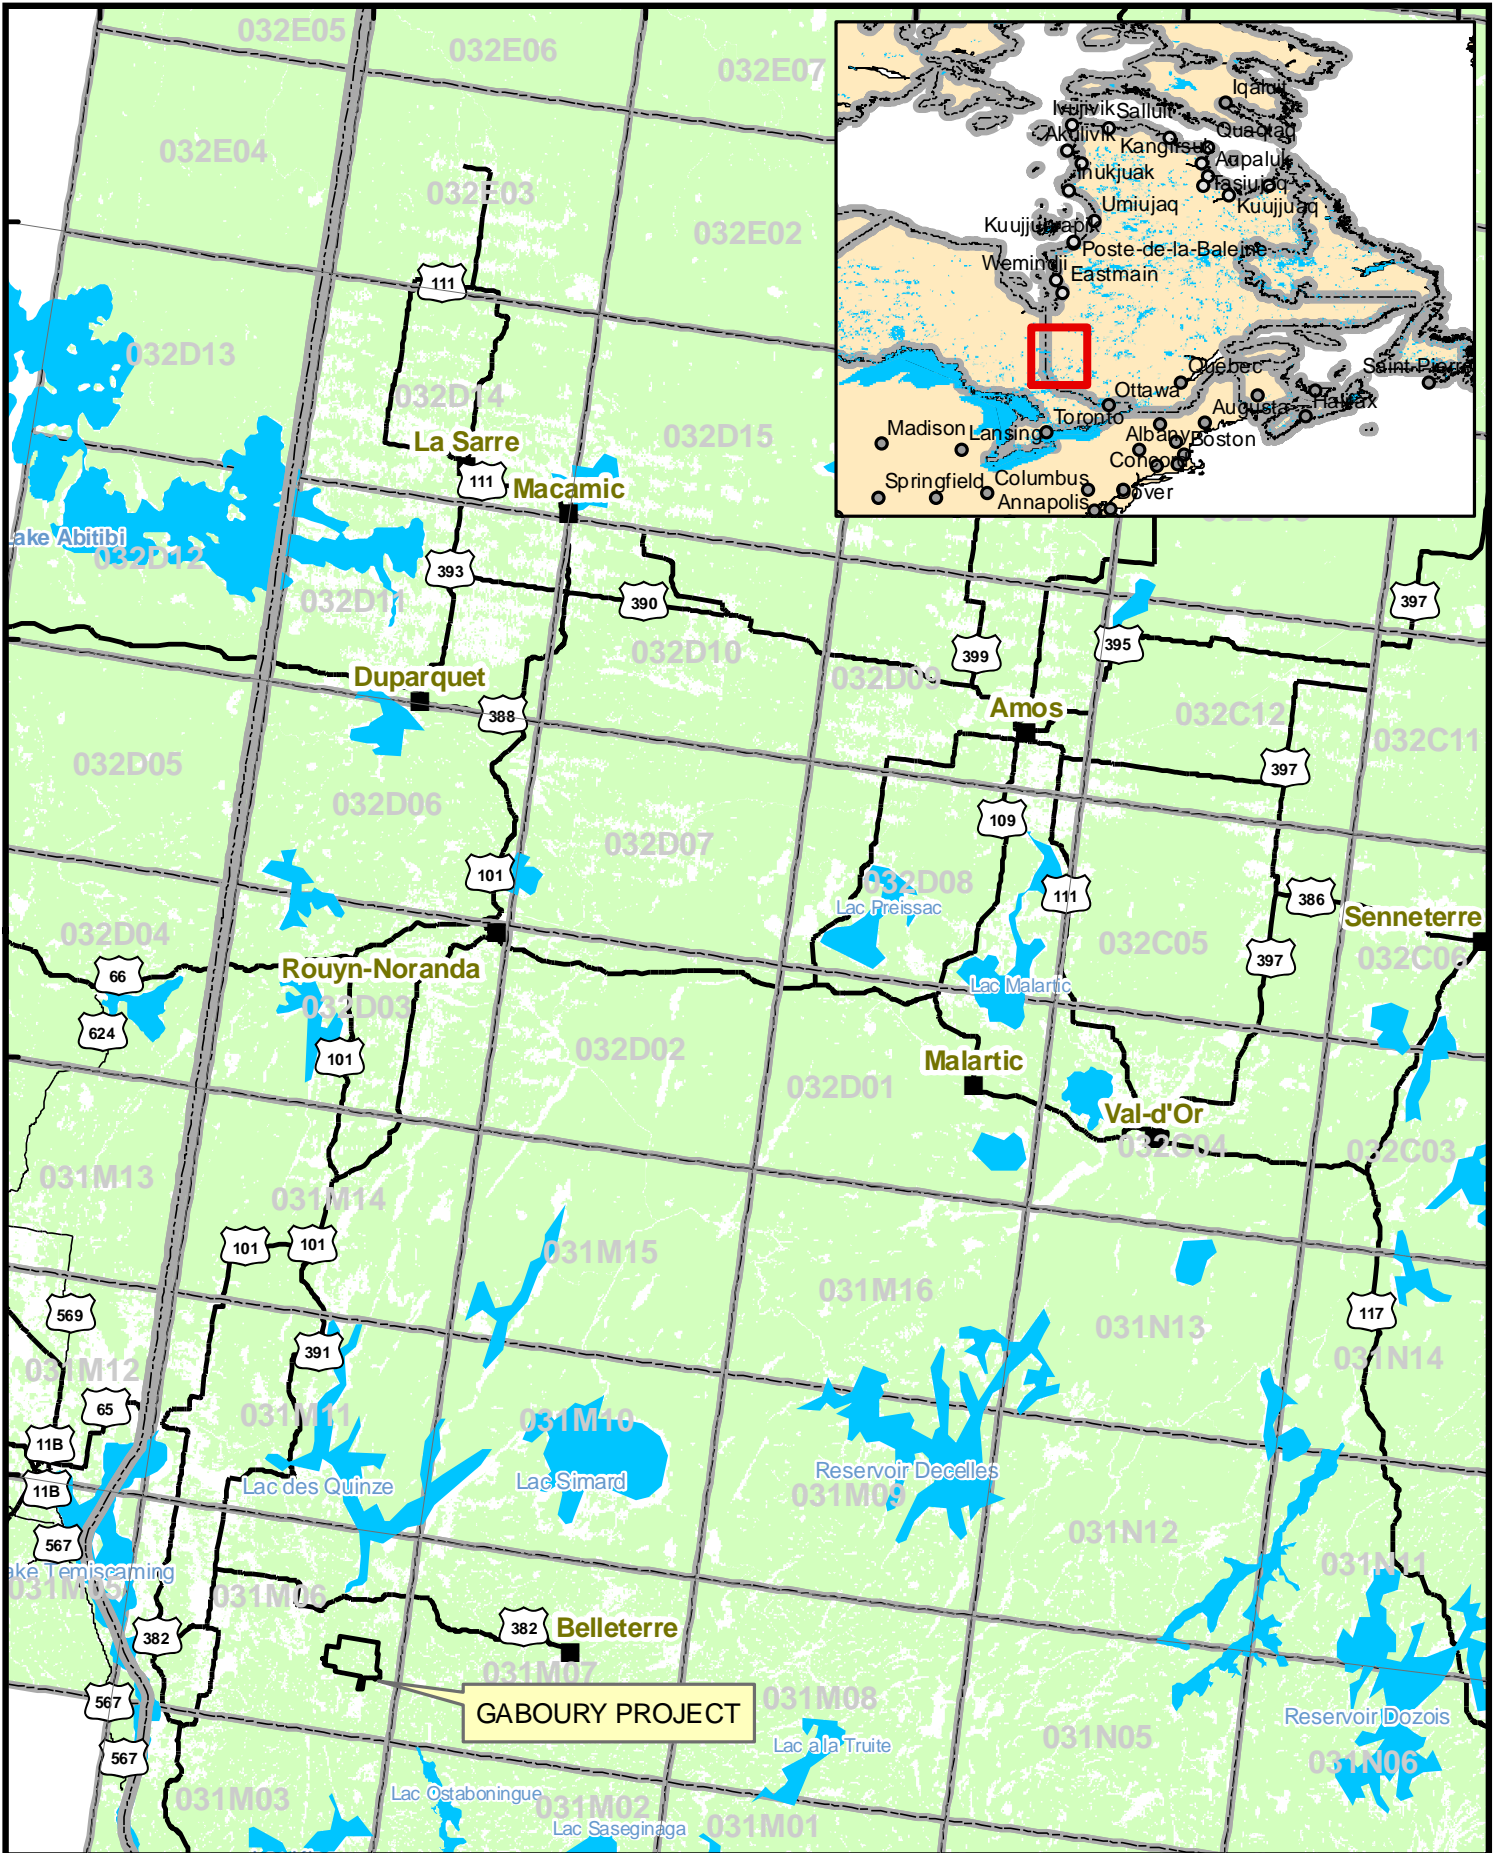 032E05
032E06
032E07
032E04
032E03
032E02
111
032D13
032D14
032D15
La Sarre
111
Macamic
Lake Abitibi
032D12
032D11
393
390
032D10
399
395
397
032D09
Duparquet
388
Amos
032C12
032C11
032D05
397
032D06
109
032D07
101
032D08
Lac Preissac
111
386
Senneterre
032D04
032C05
397
032C06
66
Rouyn-Noranda
Lac Malartic
032D03
624
101
032D02
Malartic
032D01
Val-d'Or
032C04
032C03
031M13
031M14
101
101
031M15
031M16
569
117
031N13
391
031M12
031N14
65
031M11
031M10
11B
Lac des Quinze
Lac Simard
Reservoir Decelles
11B
031M09
567
031N12
031N11
ake Temiscaming
031M05
031M06
382
382
Belleterre
031M07
567
GABOURY PROJECT
031M08
Reservoir Dozois
031N05
567
Lac a la Truite
031N06
031M03
Lac Ostaboningue
031M02
Lac Saseginaga
031M01
Iqaluit
Ivujivik
Salluit
Akulivik
Quaqtaq
Kangirsuk
Aupaluk
Inukjuak
Tasiujaq
Kuujjuaq
Umiujaq
Kuujjuarapik
Poste-de-la-Baleine
Wemindji
Eastmain
Québec
Saint-Pierre
Ottawa
Augusta
Halifax
Toronto
Madison
Lansing
Albany
Boston
Concord
Springfield
Columbus
Dover
Annapolis